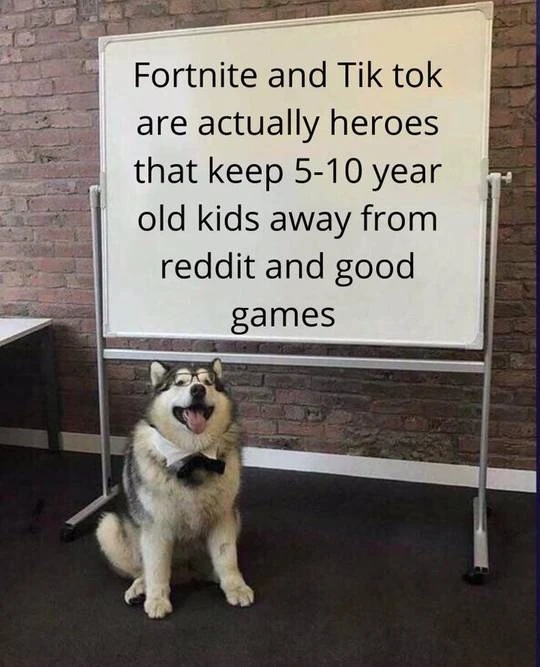 Fortnite and Tik tok
are actually heroes
that keep 5-10 year
old kids away from
reddit and good
games